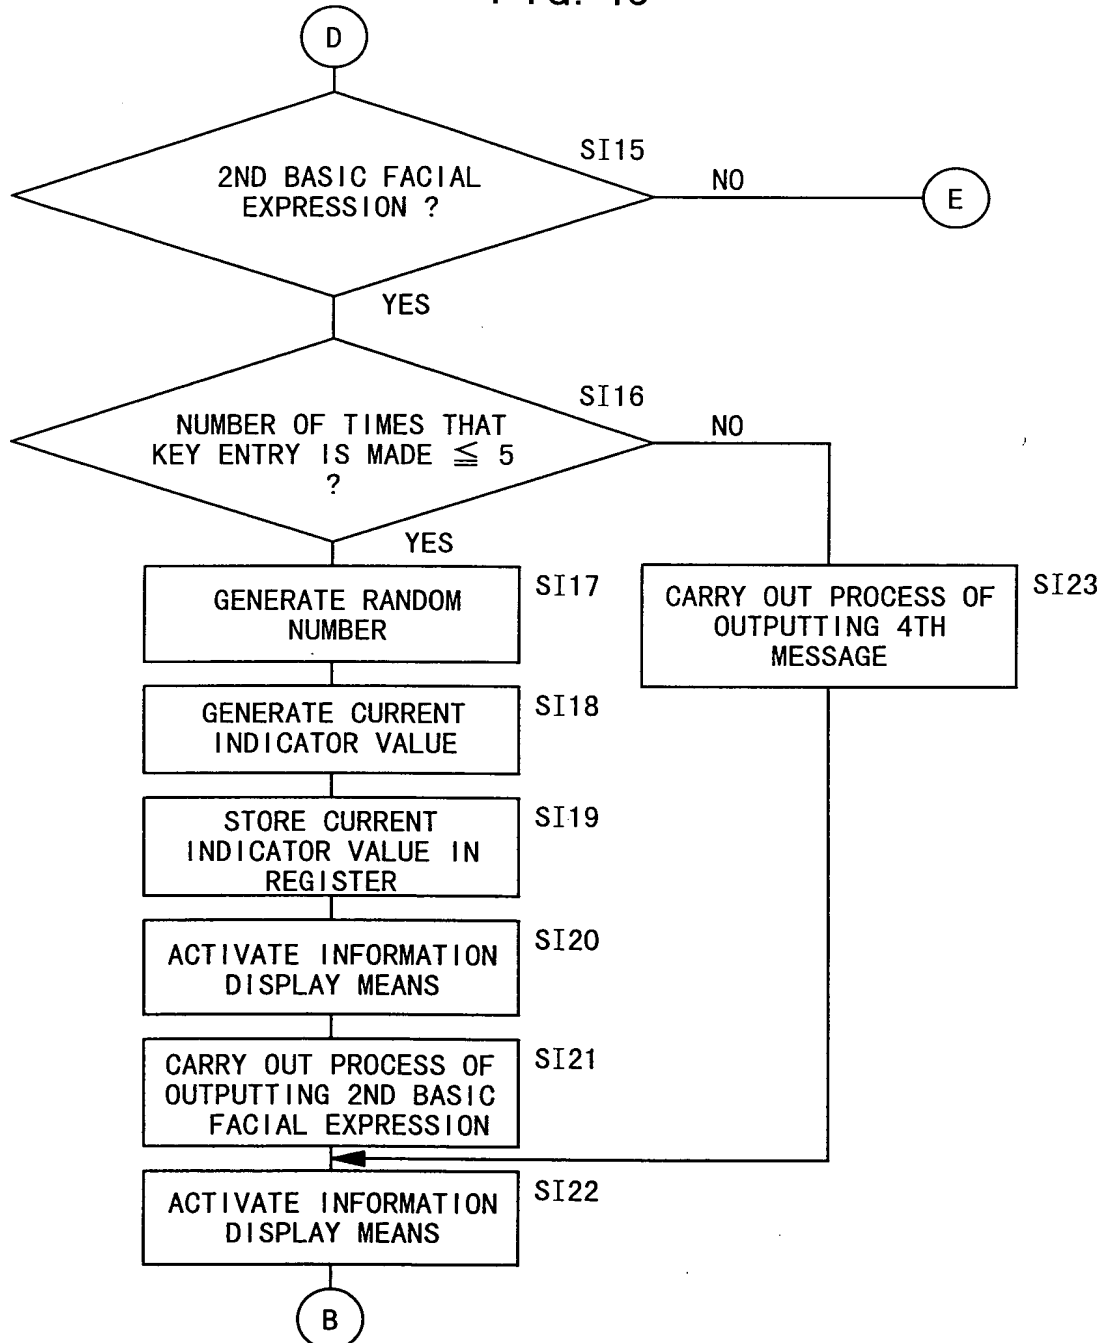 D
2ND BASIC FACIAL
EXPRESSION ?
SI15
NO
E
YES
NUMBER OF TIMES THAT
KEY ENTRY IS MADE ≦ 5
?
SI16
NO
YES
GENERATE RANDOM
NUMBER
SI17
CARRY OUT PROCESS OF
OUTPUTTING 4TH
MESSAGE
SI23
GENERATE CURRENT
INDICATOR VALUE
SI18
STORE CURRENT
INDICATOR VALUE IN
REGISTER
SI19
ACTIVATE INFORMATION
DISPLAY MEANS
SI20
CARRY OUT PROCESS OF
OUTPUTTING 2ND BASIC
FACIAL EXPRESSION
SI21
ACTIVATE INFORMATION
DISPLAY MEANS
SI22
B